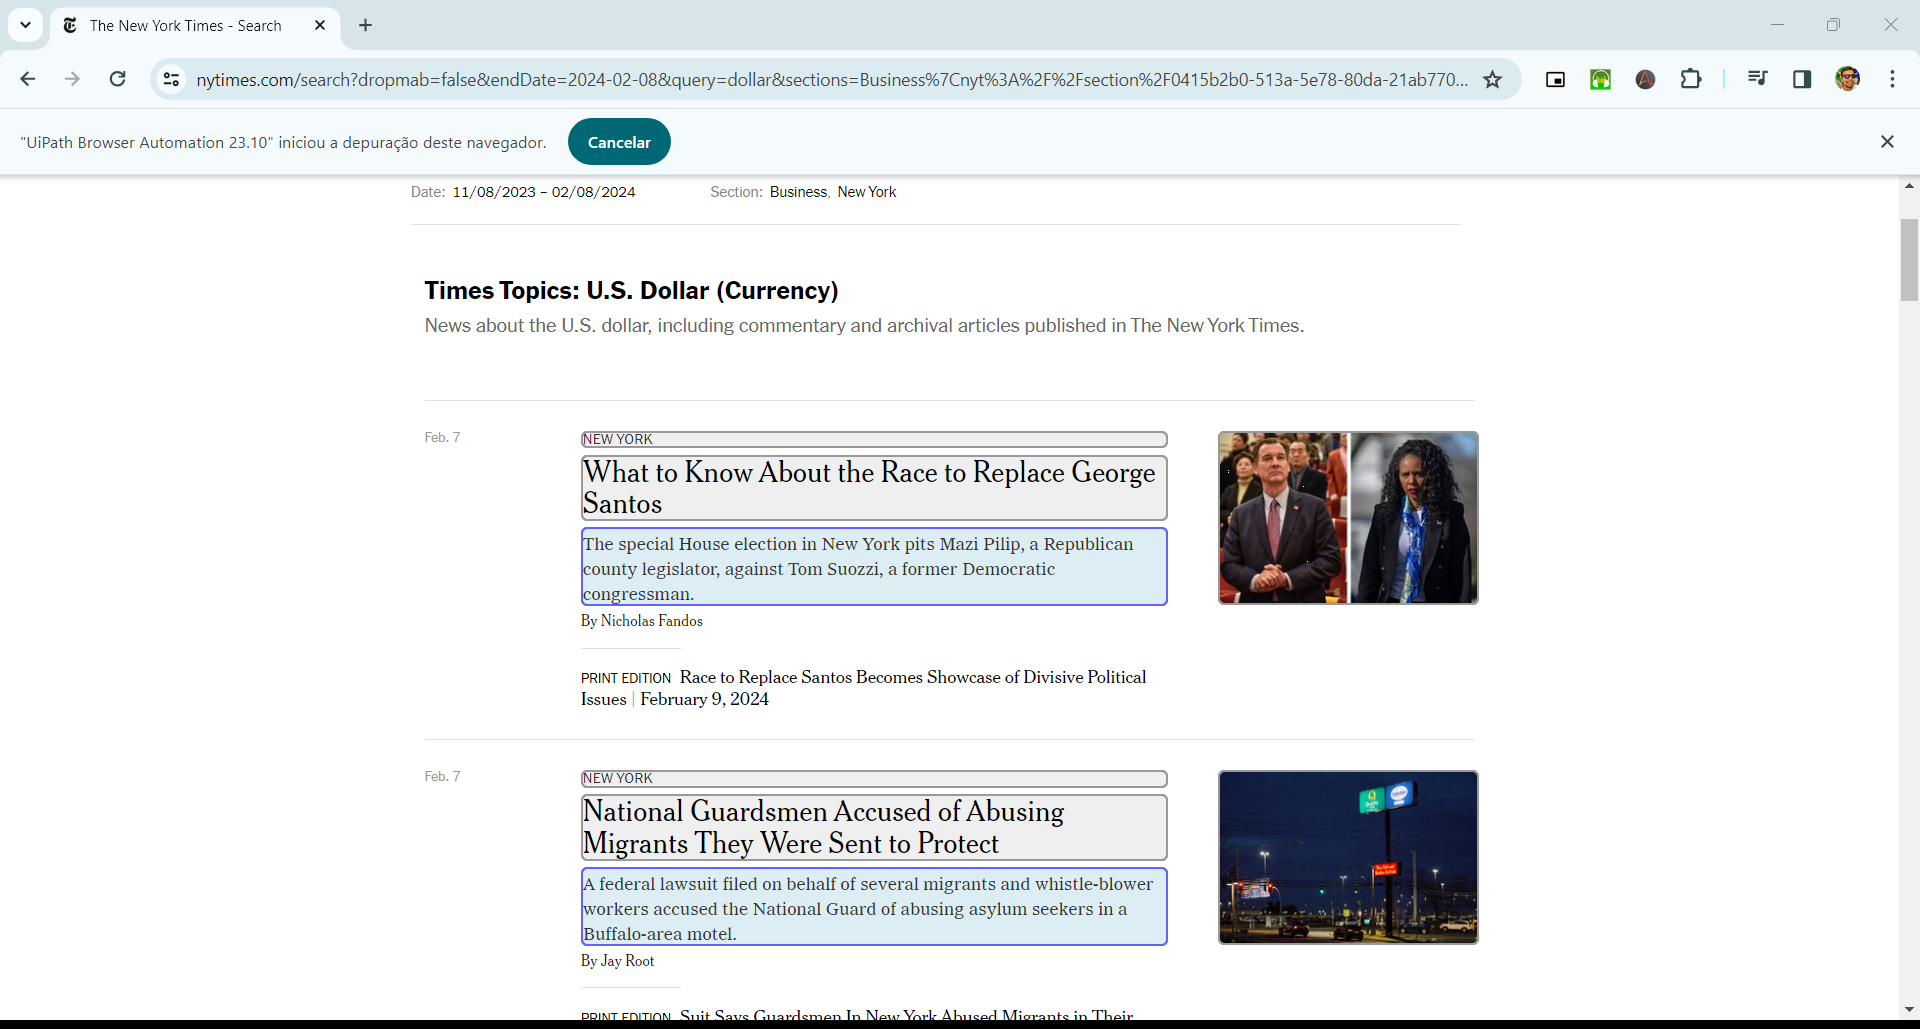 The New York Times - Search
nytimes.com/search?dropmab=false&endDate=2024-02-08&query=dollar&sections=Business%7Cnyt%3A%2F%2Fsection%2F0415b2b0-513a-5e78-80da-21ab770...
"UiPath Browser Automation 23.10" iniciou a depuração deste navegador. Cancelar
Date: 11/08/2023 – 02/08/2024 Section: Business, New York
Times Topics: U.S. Dollar (Currency)
News about the U.S. dollar, including commentary and archival articles published in The New York Times.
Feb. 7
NEW YORK
What to Know About the Race to Replace George
Santos
The special House election in New York pits Mazi Pilip, a Republican
county legislator, against Tom Suozzi, a former Democratic
congressman.
By Nicholas Fandos
PRINT EDITION Race to Replace Santos Becomes Showcase of Divisive Political
Issues | February 9, 2024
Feb. 7
NEW YORK
National Guardsmen Accused of Abusing
Migrants They Were Sent to Protect
A federal lawsuit filed on behalf of several migrants and whistle-blower
workers accused the National Guard of abusing asylum seekers in a
Buffalo-area motel.
By Jay Root
PRINT EDITION Suit Says Guardsmen In New York Abused Migrants in Their